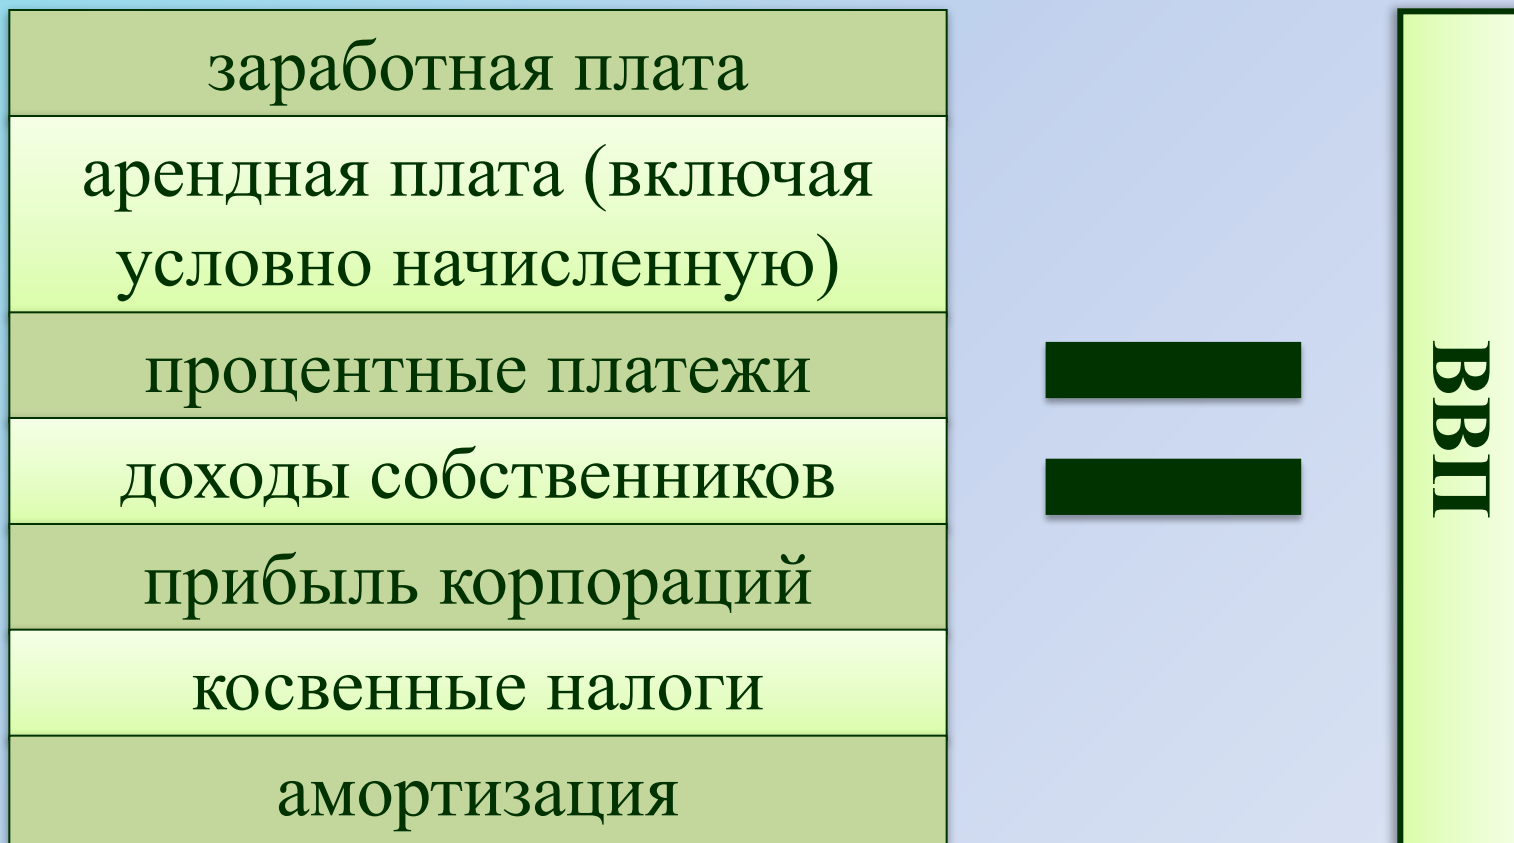 заработная плата
арендная плата (включая
условно начисленную)
процентные платежи
доходы собственников
прибыль корпораций
косвенные налоги
амортизация
ВВП